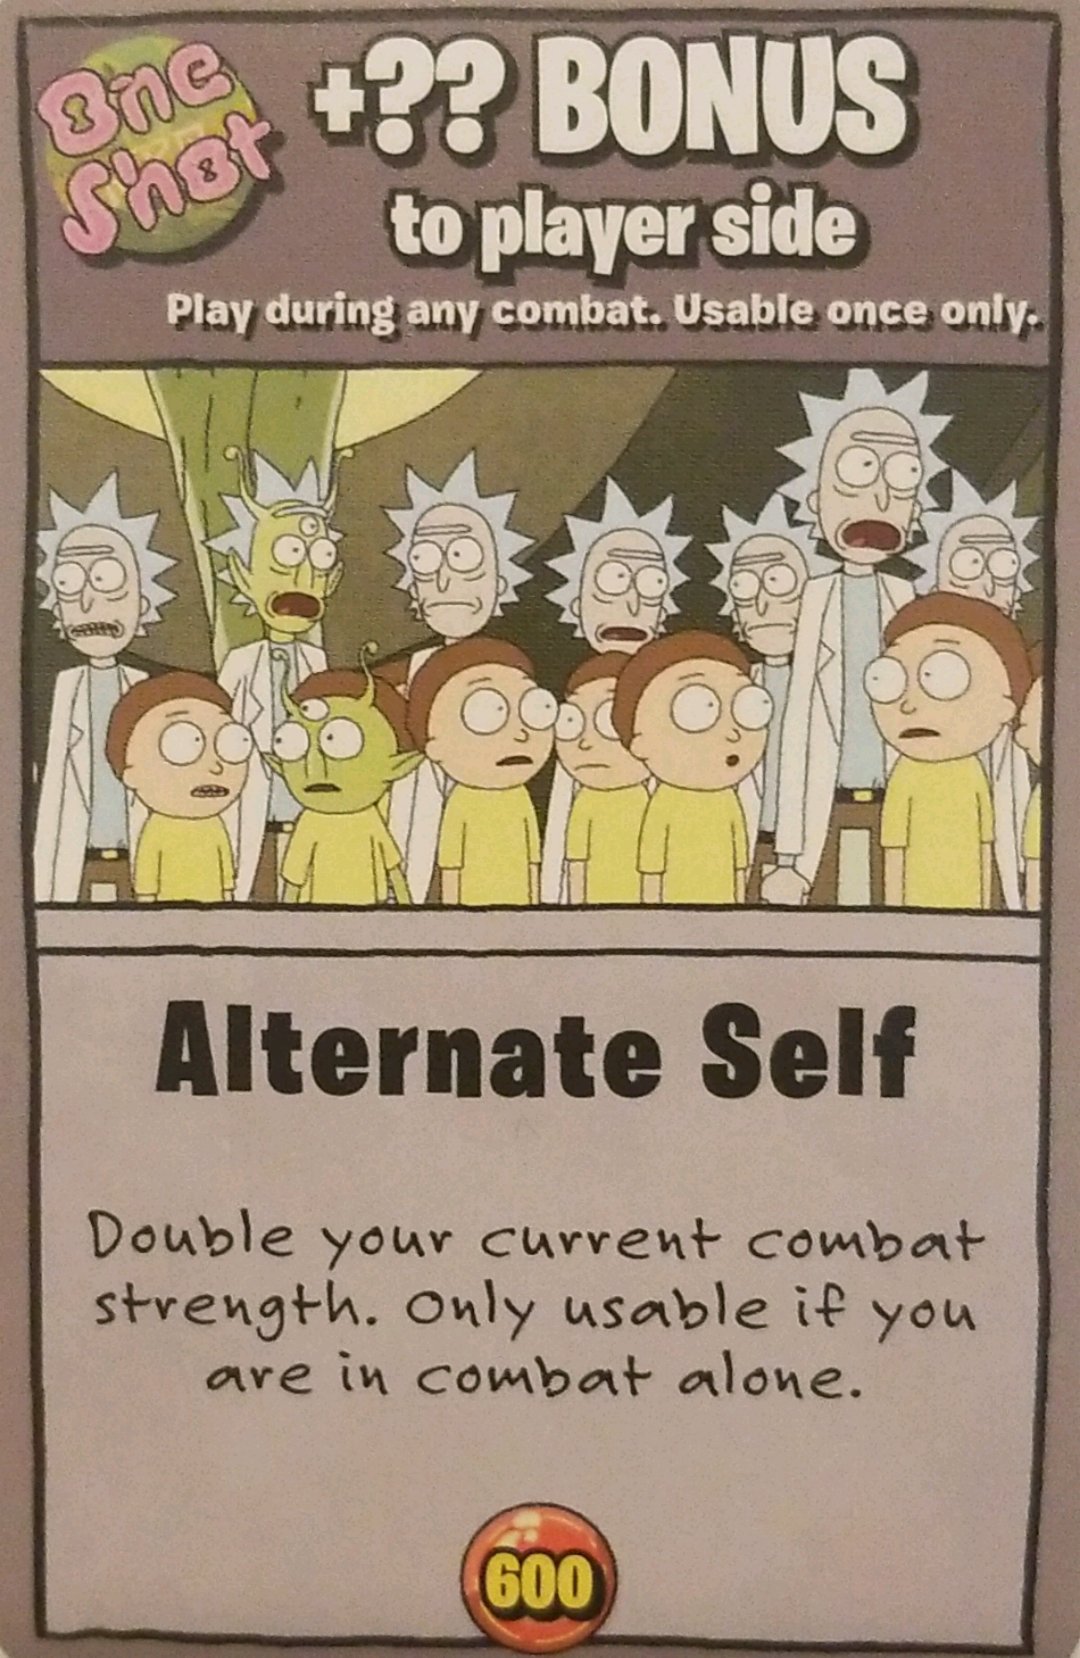 One
Shot
+?? BONUS
to player side
Play during any combat. Usable once only.
Alternate Self
Double your current combat
strength. Only usable if you
are in combat alone.
600